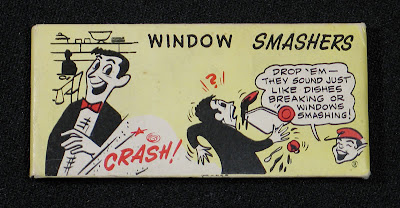 WINDOW SMASHERS
?!
DROP 'EM—
THEY SOUND JUST
LIKE DISHES
BREAKING OR
WINDOWS
SMASHING!
CRASH!